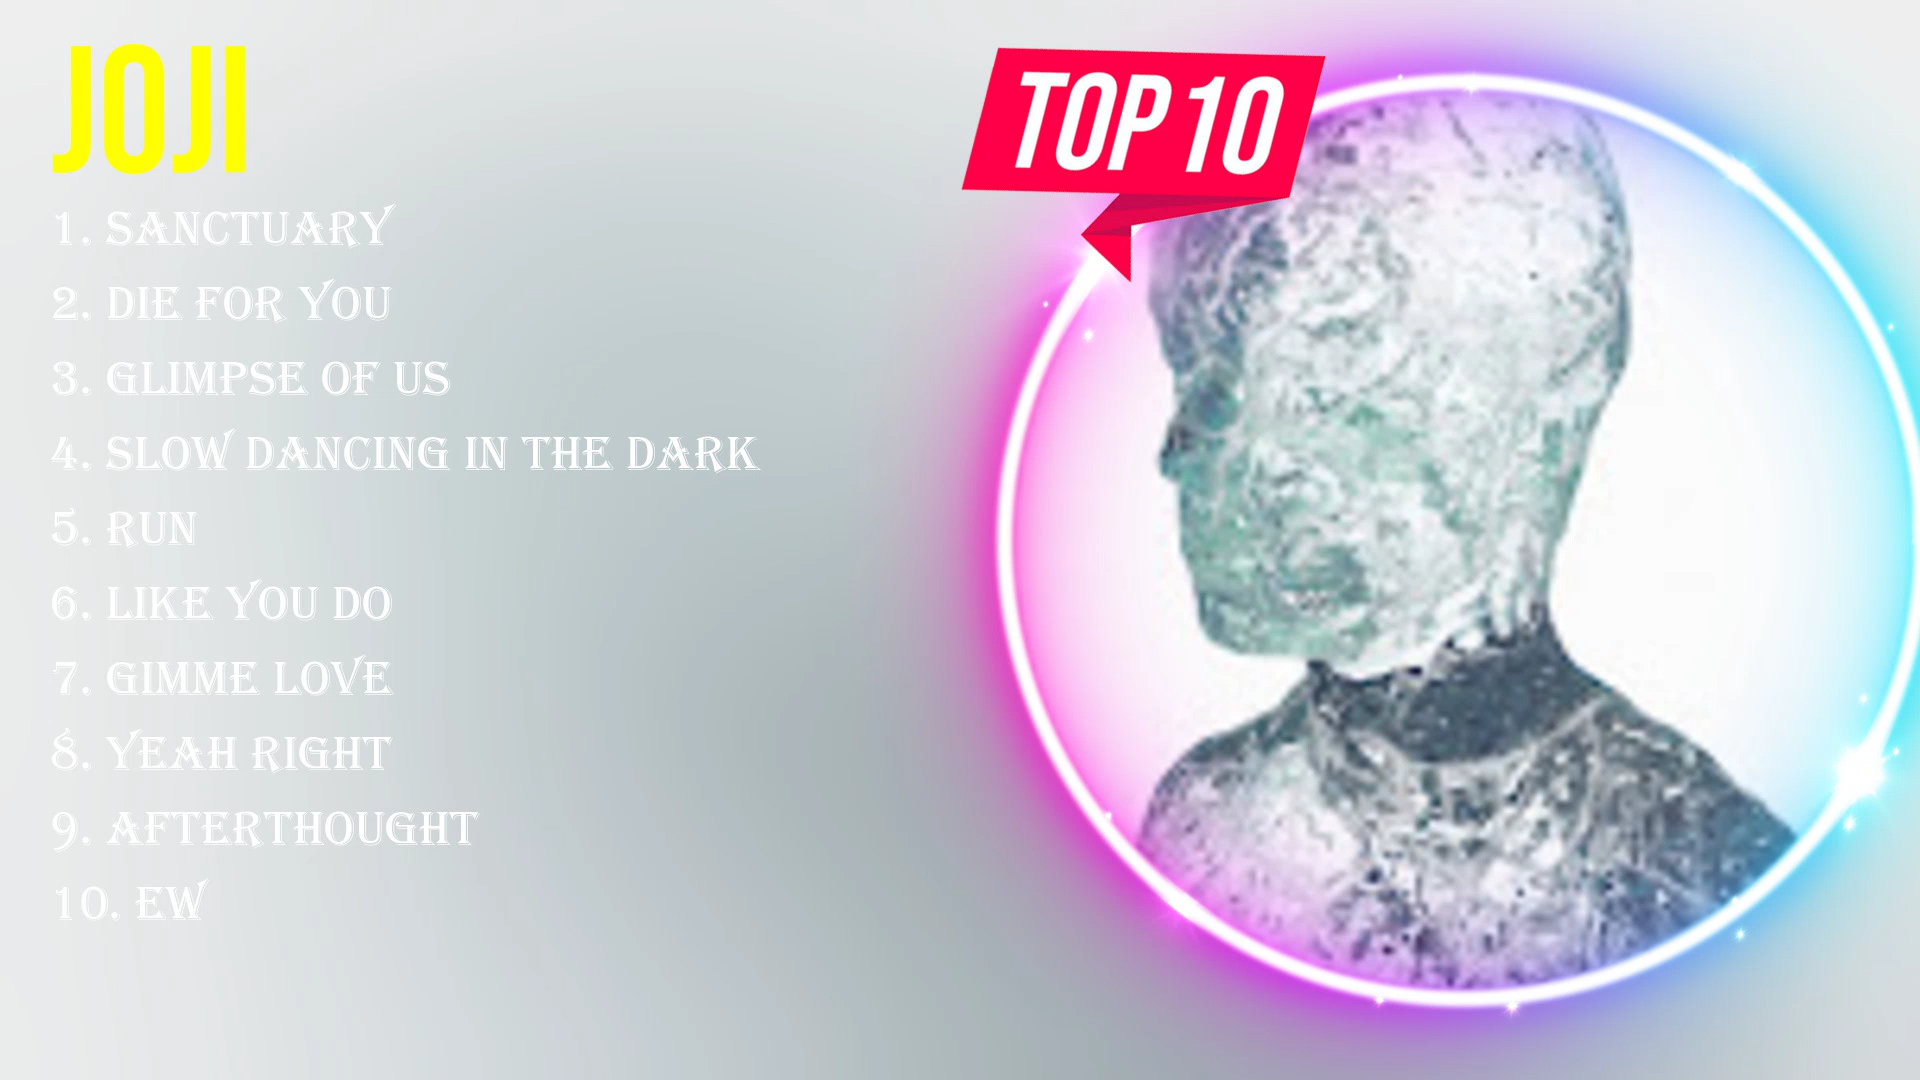 JOJI
TOP 10
1. SANCTUARY
2. DIE FOR YOU
3. GLIMPSE OF US
4. SLOW DANCING IN THE DARK
5. RUN
6. LIKE YOU DO
7. GIMME LOVE
8. YEAH RIGHT
9. AFTERTHOUGHT
10. EW